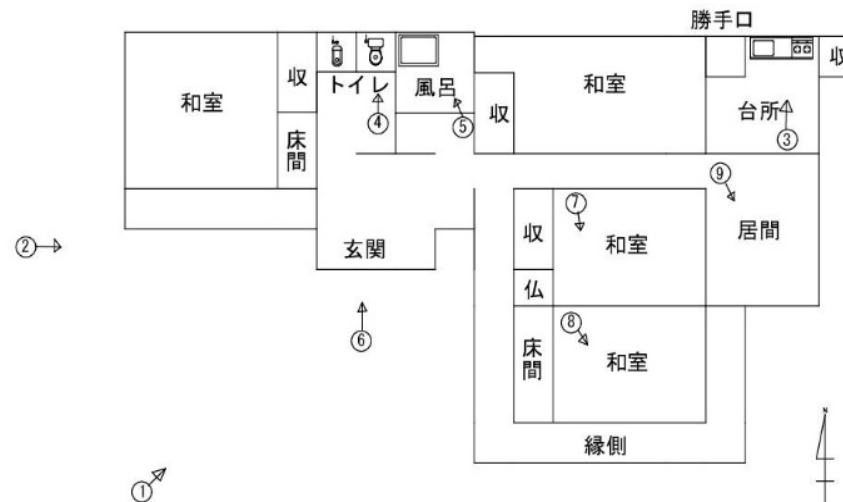 勝手口
収
トイレ
風呂
和室
収
和室
台所
収
④
⑤
③
床間
⑨
⑦
②
玄関
収
和室
居間
仏
⑥
⑧
床間
和室
縁側
①
N